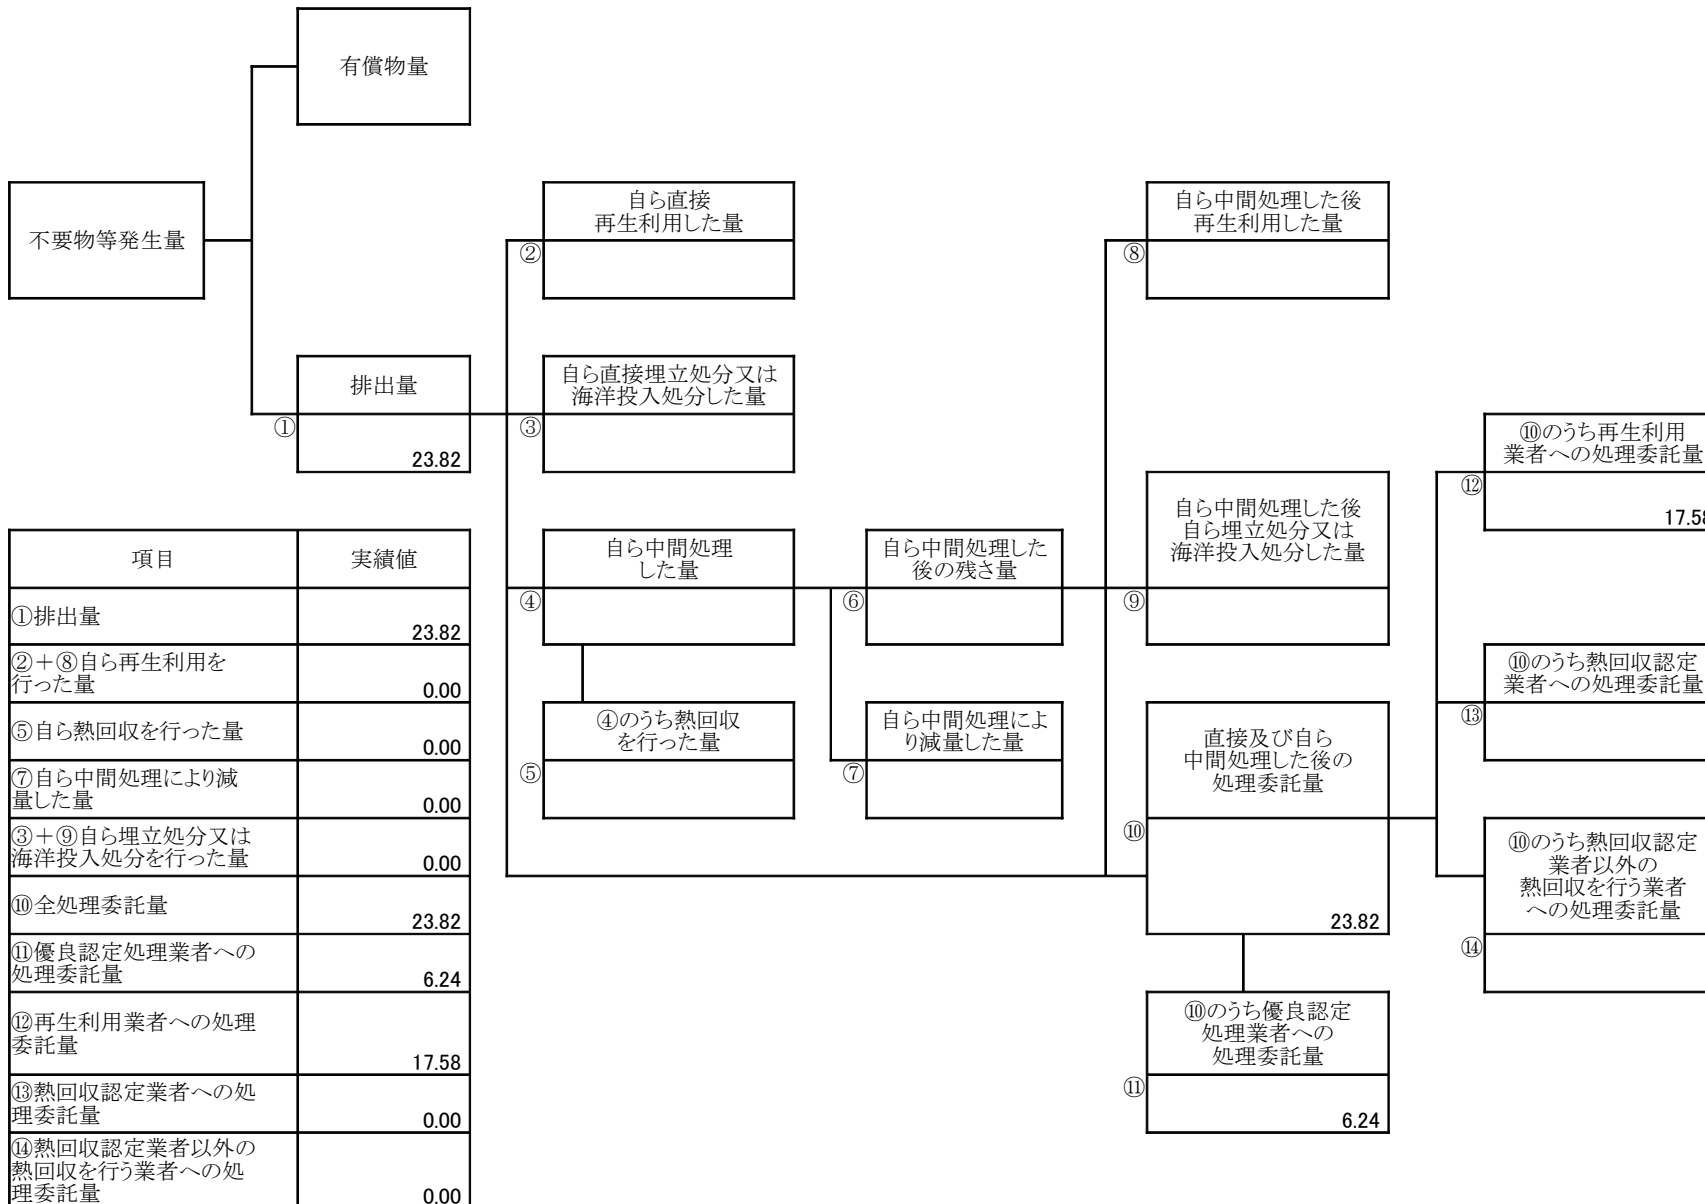 有償物量
不要物等発生量
自ら直接
再生利用した量
②
自ら中間処理した後
再生利用した量
⑧
排出量
①
23.82
自ら直接埋立処分又は
海洋投入処分した量
③
⑩のうち再生利用
業者への処理委託量
⑫
17.58
自ら中間処理
した量
④
自ら中間処理した
後の残さ量
⑥
自ら中間処理した後
自ら埋立処分又は
海洋投入処分した量
⑨
⑩のうち熱回収認定
業者への処理委託量
⑬
④のうち熱回収
を行った量
⑤
自ら中間処理によ
り減量した量
⑦
直接及び自ら
中間処理した後の
処理委託量
⑩
23.82
⑩のうち熱回収認定
業者以外の
熱回収を行う業者
への処理委託量
⑭
⑩のうち優良認定
処理業者への
処理委託量
⑪
6.24
項目
実績値
①排出量
23.82
②＋⑧自ら再生利用を
行った量
0.00
⑤自ら熱回収を行った量
0.00
⑦自ら中間処理により減
量した量
0.00
③＋⑨自ら埋立処分又は
海洋投入処分を行った量
0.00
⑩全処理委託量
23.82
⑪優良認定処理業者への
処理委託量
6.24
⑫再生利用業者への処理
委託量
17.58
⑬熱回収認定業者への処
理委託量
0.00
⑭熱回収認定業者以外の
熱回収を行う業者への処
理委託量
0.00